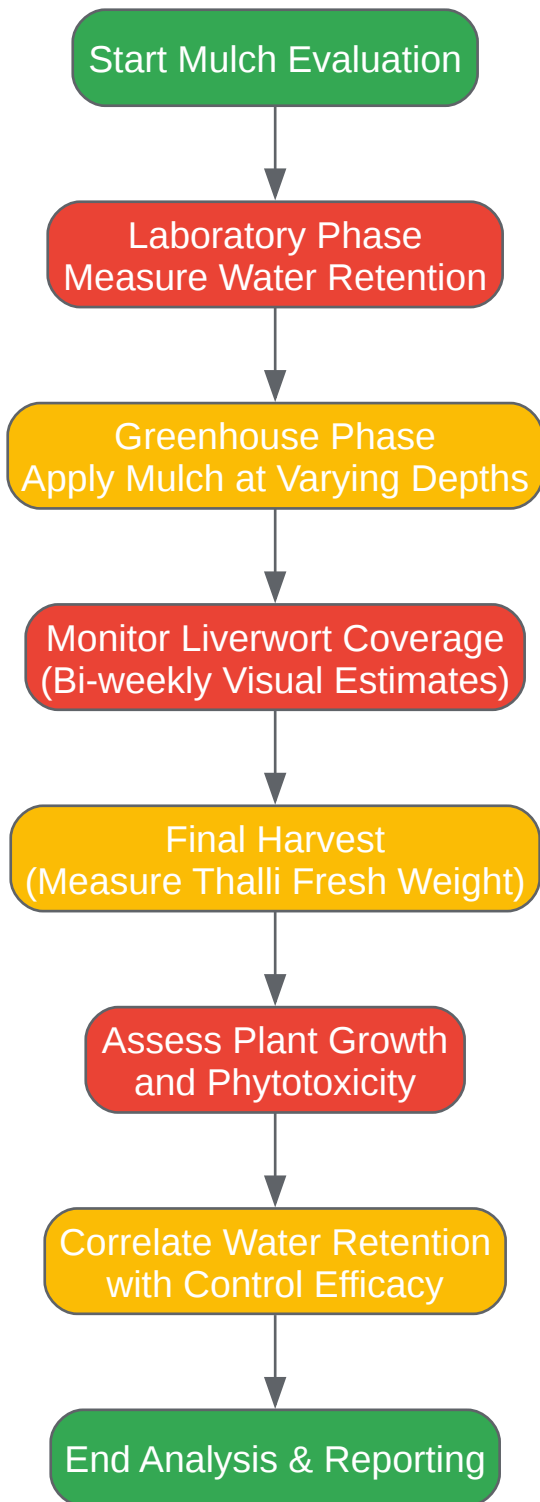 Start Mulch Evaluation
Laboratory Phase
Measure Water Retention
Greenhouse Phase
Apply Mulch at Varying Depths
Monitor Liverwort Coverage
(Bi-weekly Visual Estimates)
Final Harvest
(Measure Thalli Fresh Weight)
Assess Plant Growth
and Phytotoxicity
Correlate Water Retention
with Control Efficacy
End Analysis & Reporting